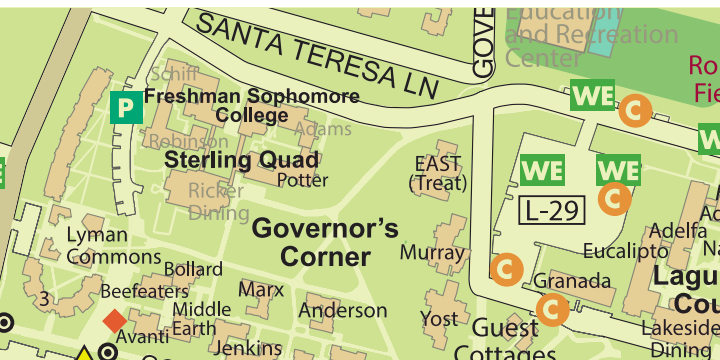 Education
and Recreation
Center
GOVE
SANTA TERESA LN
Ro
Fie
WE
C
Schiff
P
Freshman Sophomore
College
Adams
Robinson
Sterling Quad
Potter
Ricker
Dining
EAST
(Treat)
WE
WE
C
L-29
W
E
Governor's
Corner
Lyman
Commons
Murray
Adelfa
Eucalipto
Na
Bollard
C
Granada
Lagu
Cou
3
Beefeaters
Marx
Anderson
Middle
Earth
C
Yost
Guest
Cottages
Lakeside
Dining
Avanti
Jenkins